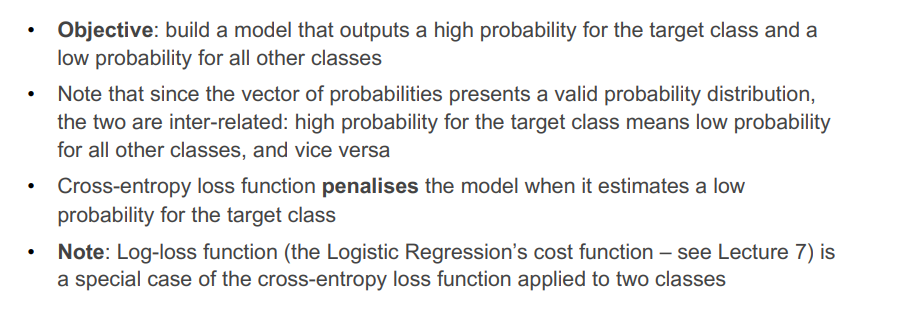 • Objective: build a model that outputs a high probability for the target class and a
low probability for all other classes
• Note that since the vector of probabilities presents a valid probability distribution,
the two are inter-related: high probability for the target class means low probability
for all other classes, and vice versa
• Cross-entropy loss function penalises the model when it estimates a low
probability for the target class
• Note: Log-loss function (the Logistic Regression’s cost function – see Lecture 7) is
a special case of the cross-entropy loss function applied to two classes